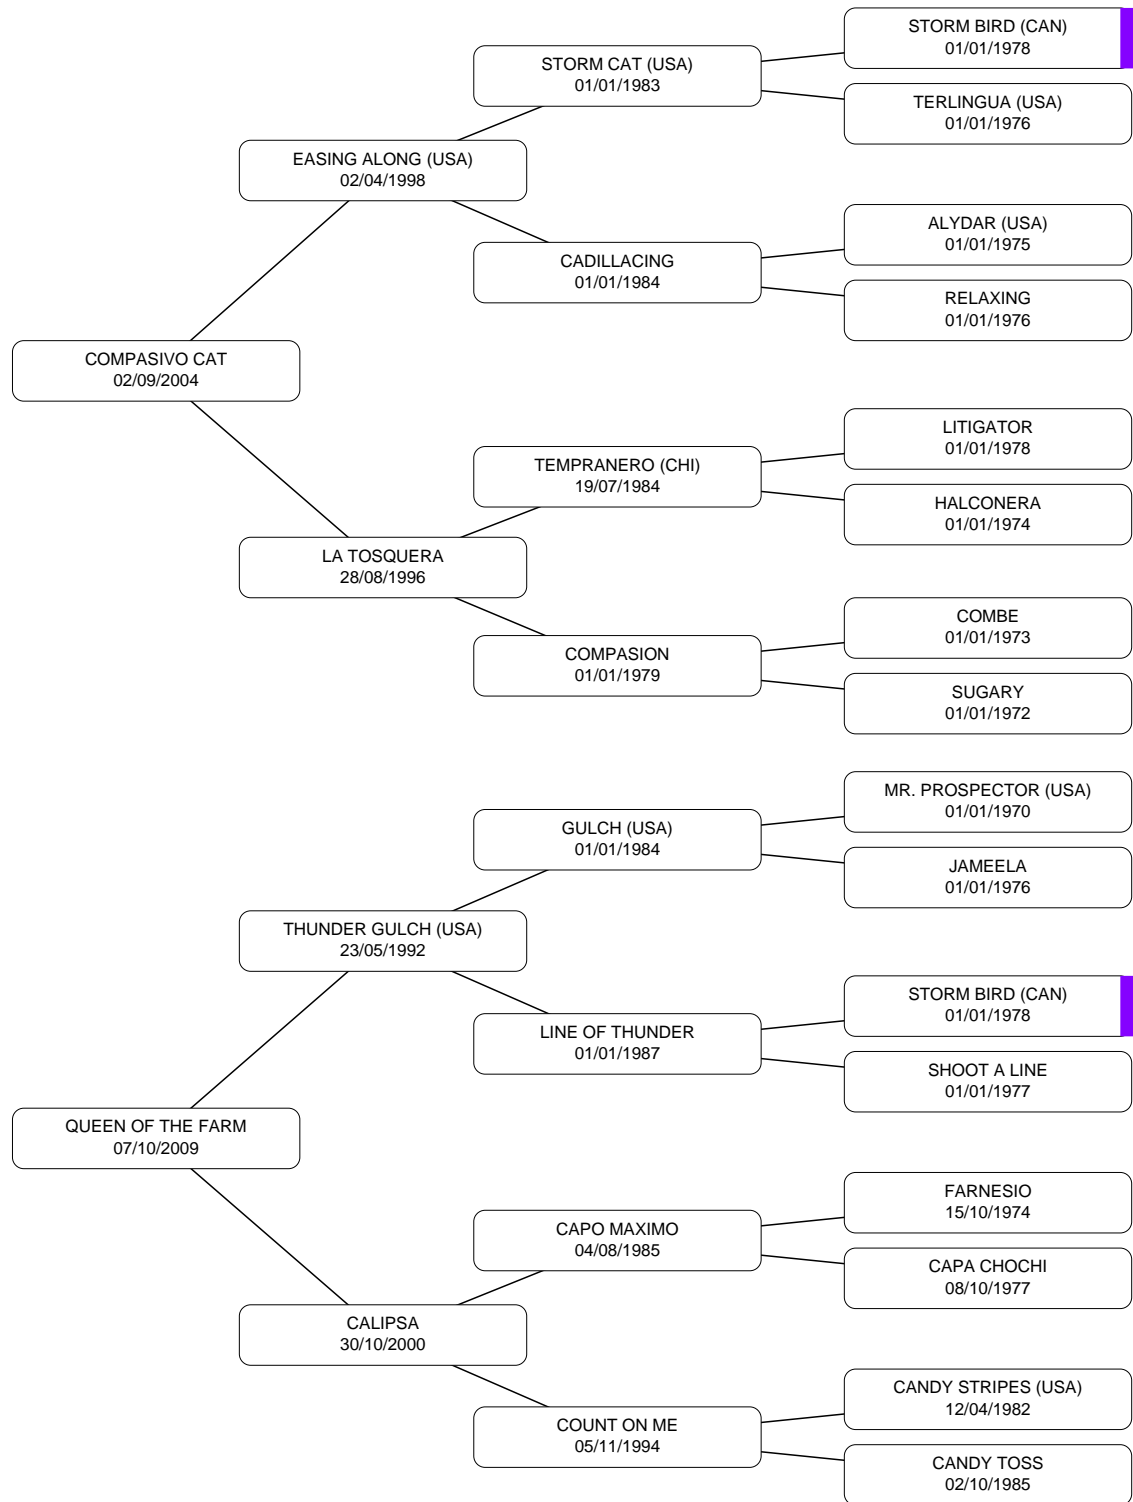 STORM BIRD (CAN)
01/01/1978
STORM CAT (USA)
01/01/1983
TERLINGUA (USA)
01/01/1976
EASING ALONG (USA)
02/04/1998
ALYDAR (USA)
01/01/1975
CADILLACING
01/01/1984
RELAXING
01/01/1976
COMPASIVO CAT
02/09/2004
LITIGATOR
01/01/1978
TEMPRANERO (CHI)
19/07/1984
HALCONERA
01/01/1974
LA TOSQUERA
28/08/1996
COMBE
01/01/1973
COMPASION
01/01/1979
SUGARY
01/01/1972
MR. PROSPECTOR (USA)
01/01/1970
GULCH (USA)
01/01/1984
JAMEELA
01/01/1976
THUNDER GULCH (USA)
23/05/1992
STORM BIRD (CAN)
01/01/1978
LINE OF THUNDER
01/01/1987
SHOOT A LINE
01/01/1977
QUEEN OF THE FARM
07/10/2009
FARNESIO
15/10/1974
CAPO MAXIMO
04/08/1985
CAPA CHOCHI
08/10/1977
CALIPSA
30/10/2000
CANDY STRIPES (USA)
12/04/1982
COUNT ON ME
05/11/1994
CANDY TOSS
02/10/1985